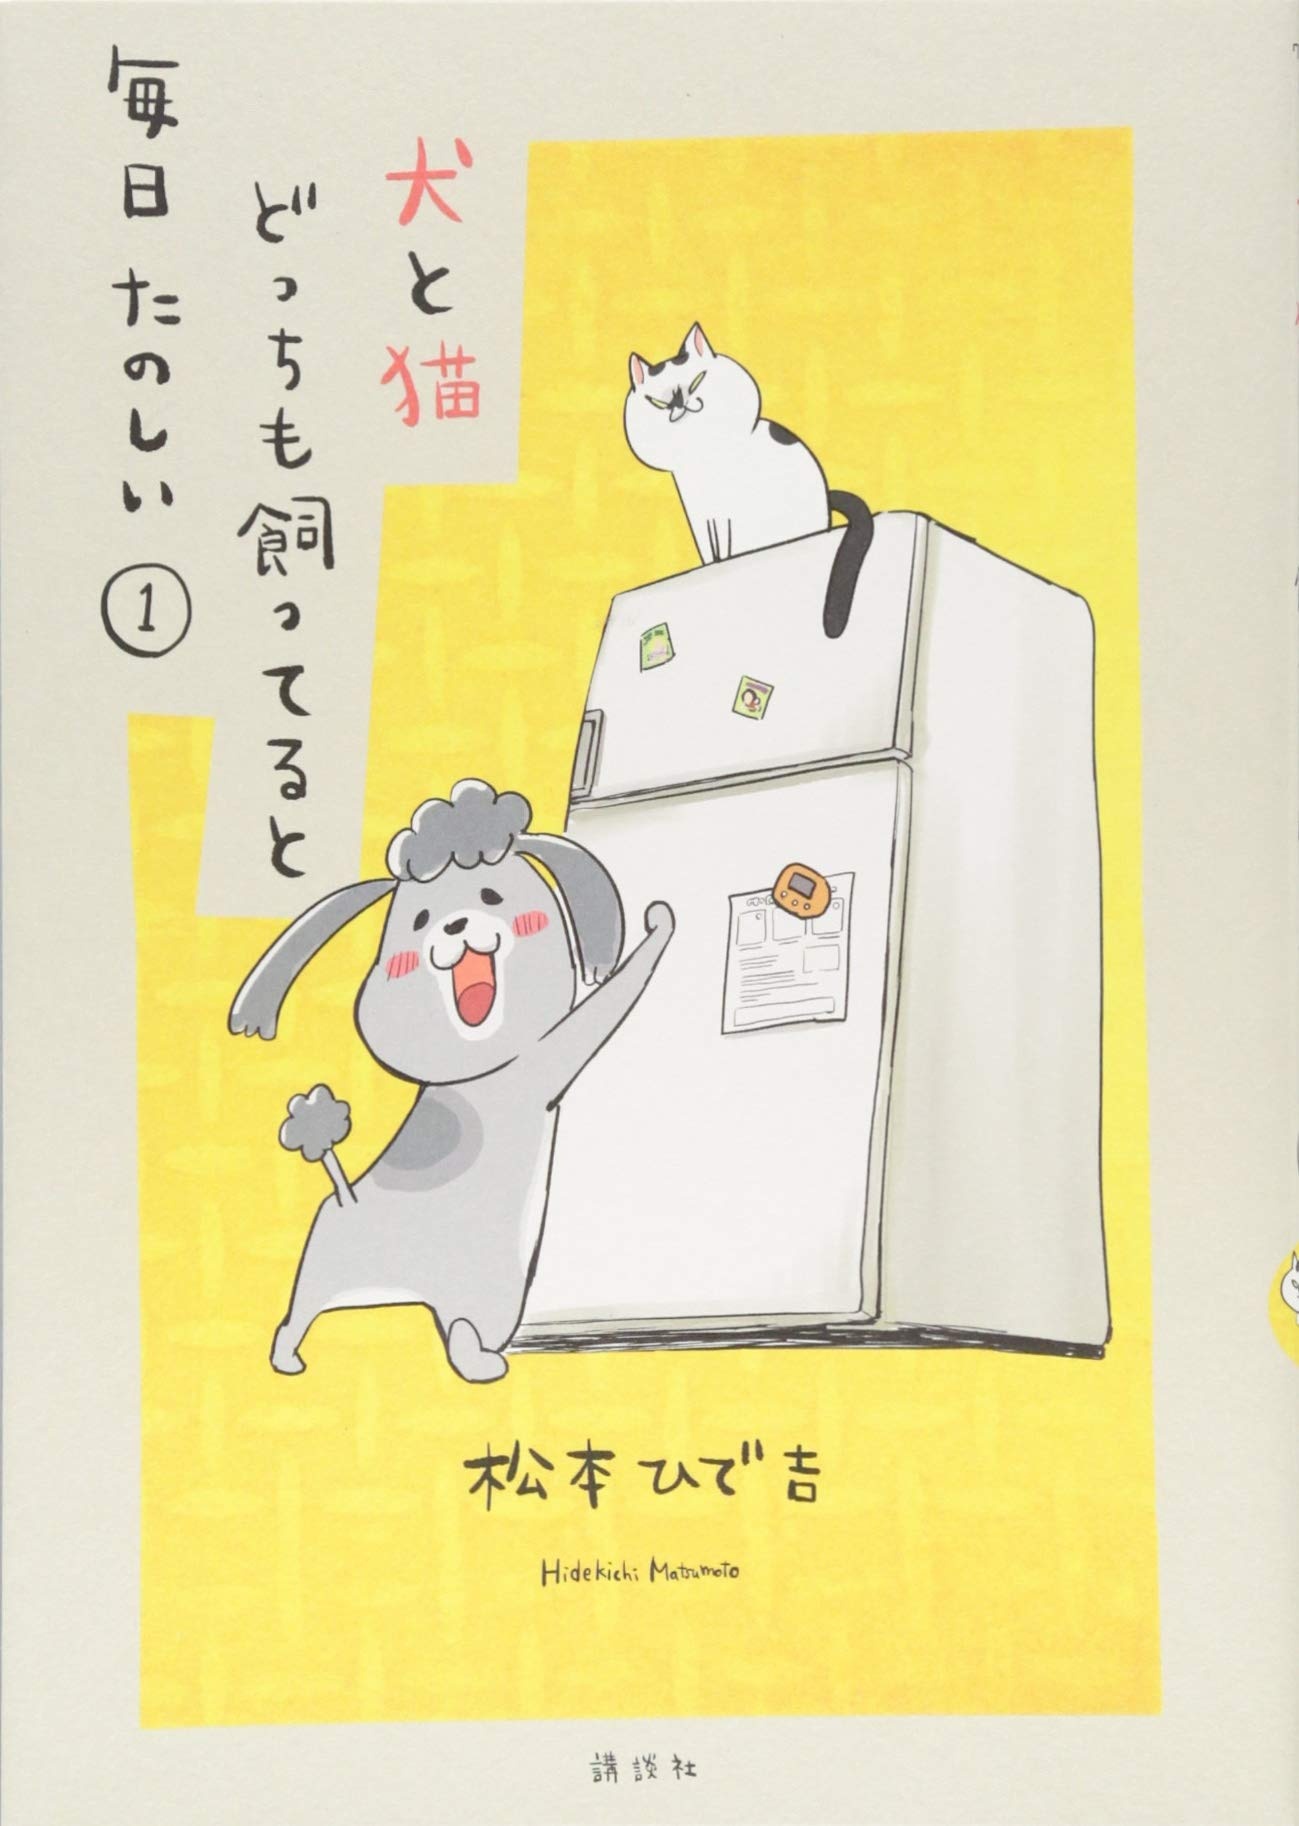 犬と猫
どっちも飼ってると
毎日たのしい①
松本ひで吉
Hidekichi Matsumoto
講談社